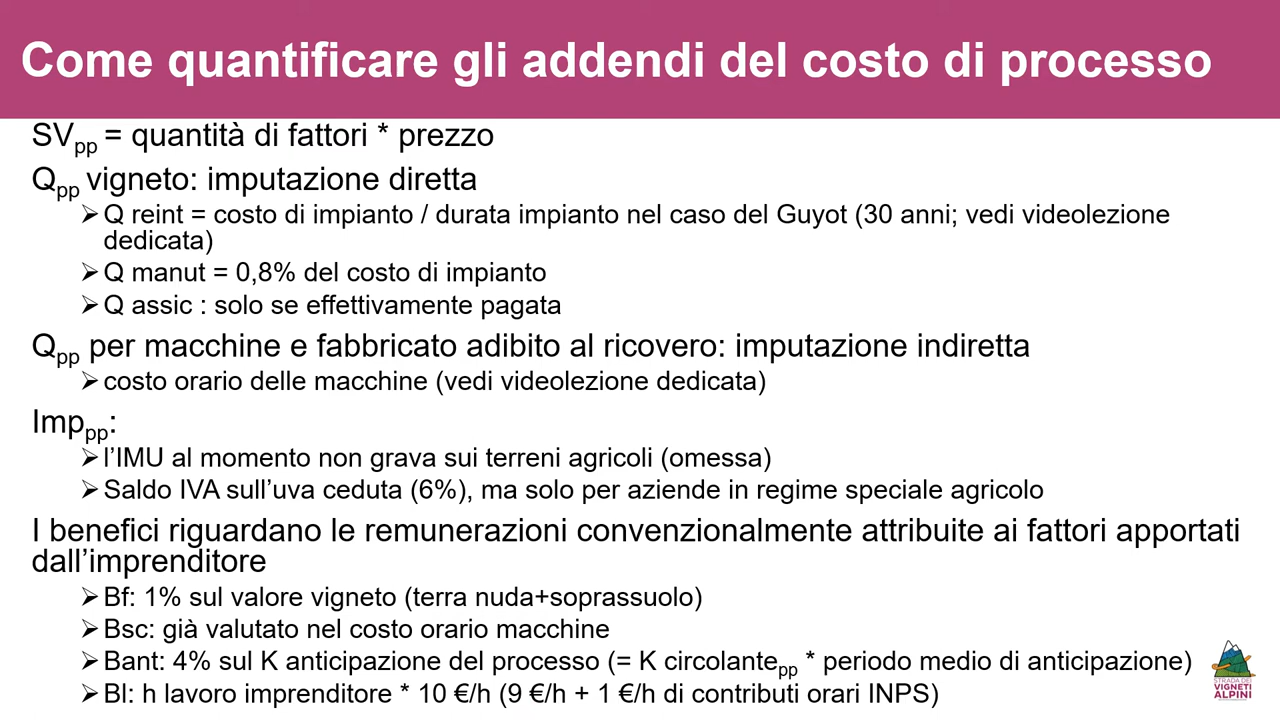 Come quantificare gli addendi del costo di processo
SVpp = quantità di fattori * prezzo
Qpp vigneto: imputazione diretta
➢Q reint = costo di impianto / durata impianto nel caso del Guyot (30 anni; vedi videolezione
dedicata)
➢Q manut = 0,8% del costo di impianto
➢Q assic : solo se effettivamente pagata
Qpp per macchine e fabbricato adibito al ricovero: imputazione indiretta
➢costo orario delle macchine (vedi videolezione dedicata)
Imppp:
➢l’IMU al momento non grava sui terreni agricoli (omessa)
➢Saldo IVA sull’uva ceduta (6%), ma solo per aziende in regime speciale agricolo
I benefici riguardano le remunerazioni convenzionalmente attribuite ai fattori apportati
dall’imprenditore
➢Bf: 1% sul valore vigneto (terra nuda+soprassuolo)
➢Bsc: già valutato nel costo orario macchine
➢Bant: 4% sul K anticipazione del processo (= K circolantepp * periodo medio di anticipazione)
➢Bl: h lavoro imprenditore * 10 €/h (9 €/h + 1 €/h di contributi orari INPS)
STRADA DEI
VIGNETI
ALPINI